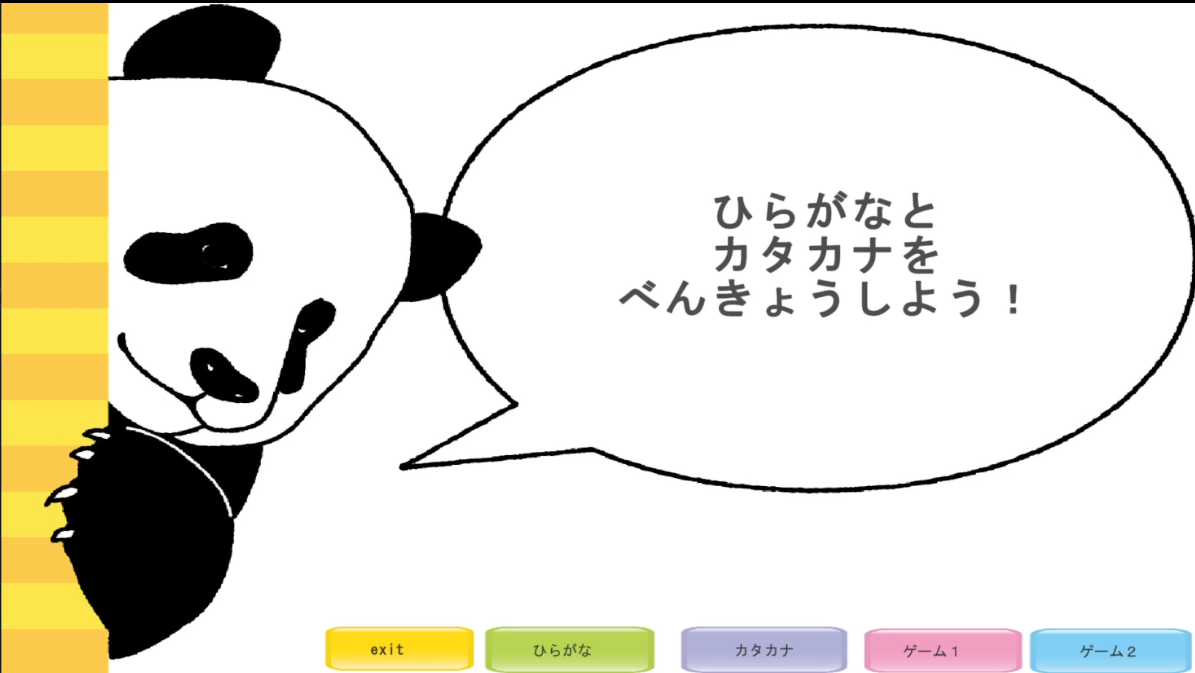 ひらがなと
カタカナを
べんきょうしよう！
exit
ひらがな
カタカナ
ゲーム１
ゲーム２